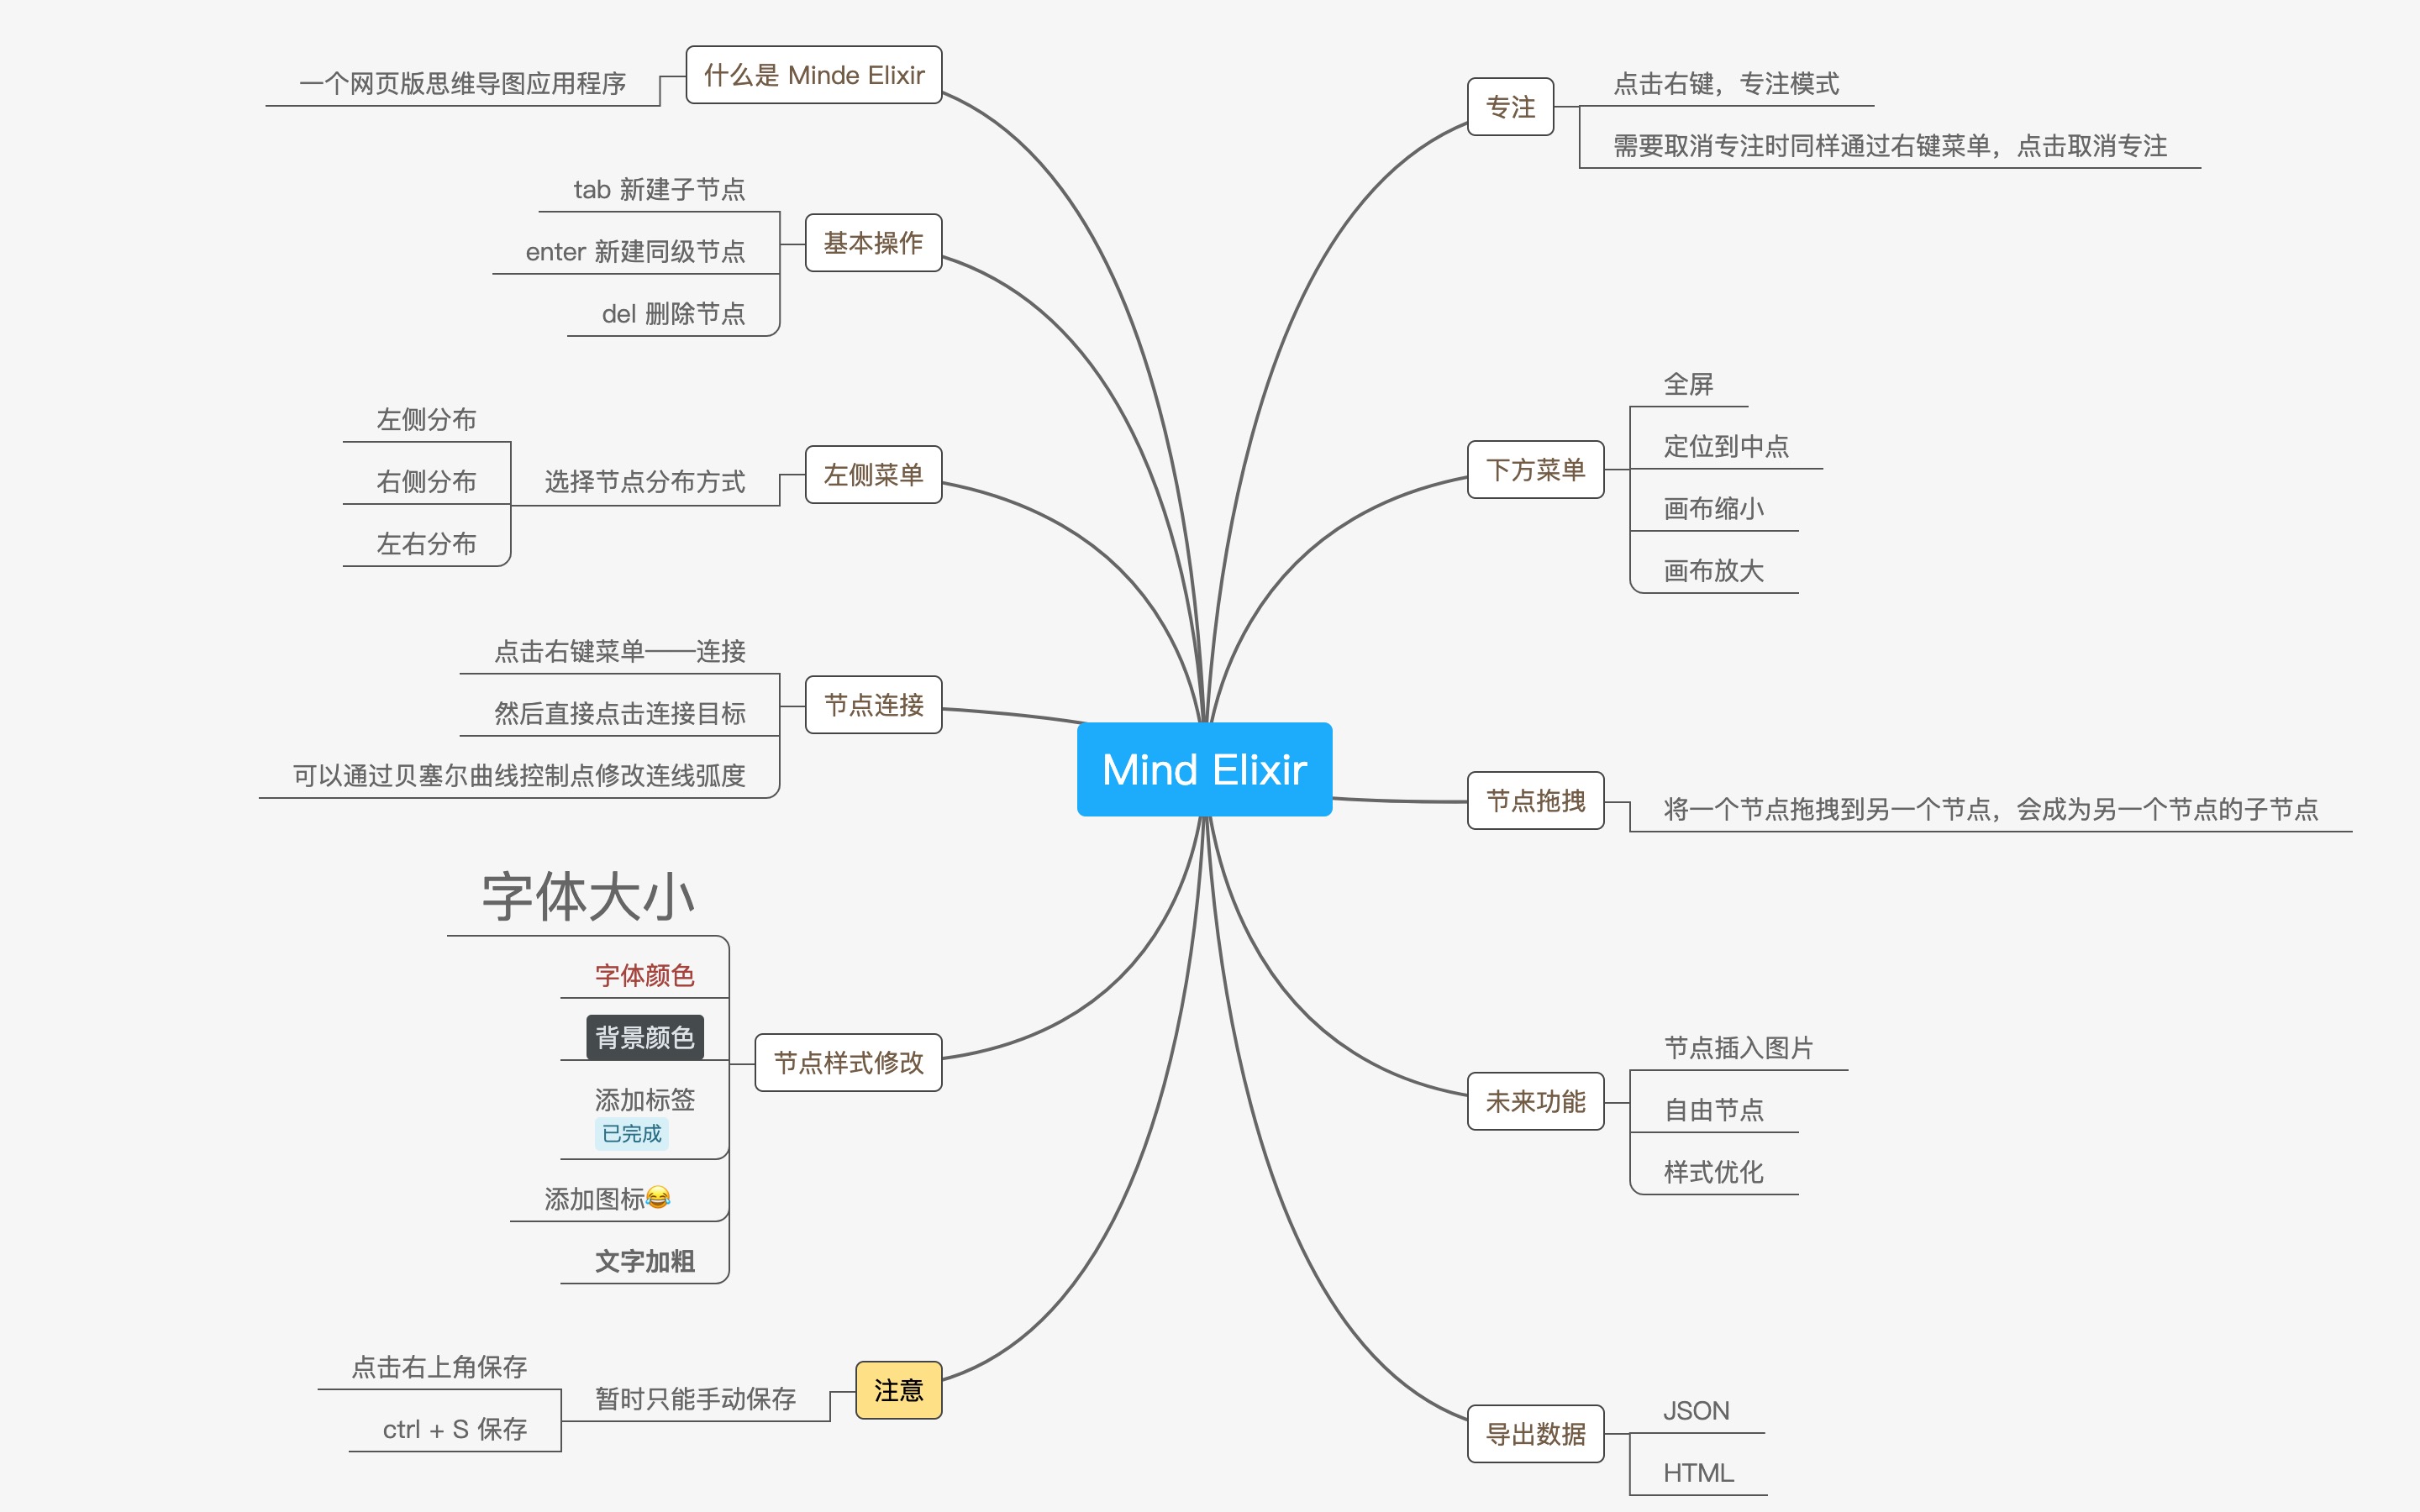 Mind Elixir
什么是 Minde Elixir
一个网页版思维导图应用程序
基本操作
tab 新建子节点
enter 新建同级节点
del 删除节点
左侧菜单
选择节点分布方式
左侧分布
右侧分布
左右分布
节点连接
点击右键菜单——连接
然后直接点击连接目标
可以通过贝塞尔曲线控制点修改连线弧度
节点样式修改
字体大小
字体颜色
背景颜色
添加标签
已完成
添加图标😂
文字加粗
注意
暂时只能手动保存
点击右上角保存
ctrl + S 保存
专注
点击右键，专注模式
需要取消专注时同样通过右键菜单，点击取消专注
下方菜单
全屏
定位到中点
画布缩小
画布放大
节点拖拽
将一个节点拖拽到另一个节点，会成为另一个节点的子节点
未来功能
节点插入图片
自由节点
样式优化
导出数据
JSON
HTML